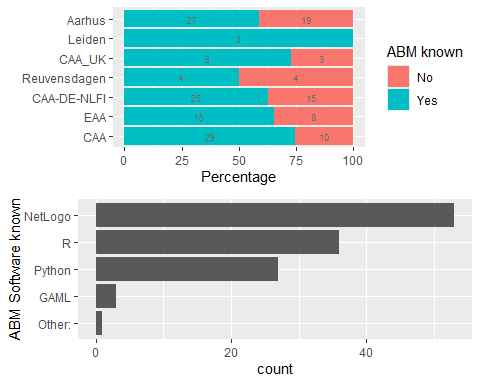 Aarhus 27 19
Leiden 3
CAA_UK 8 3
Reuvensdagen 4 4
CAA-DE-NLFI 25 15
EAA 15 8
CAA 29 10
0 25 50 75 100
Percentage
ABM known
No
Yes
ABM Software known
NetLogo
R
Python
GAML
Other:
0 20 40
count